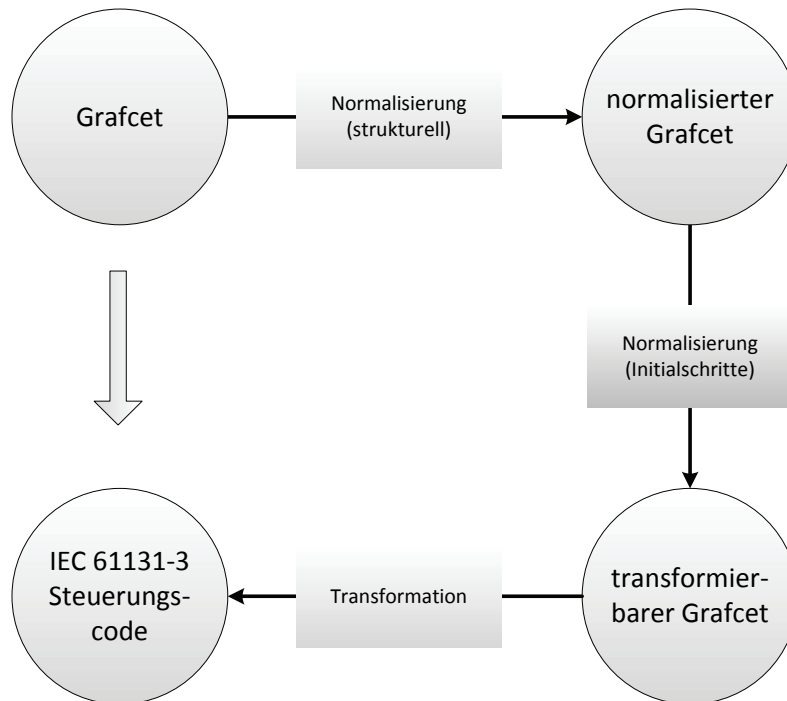 Grafcet
Normalisierung
(strukturell)
normalisierter
Grafcet
Normalisierung
(Initialschritte)
IEC 61131-3
Steuerungs-
code
Transformation
transformier-
barer Grafcet